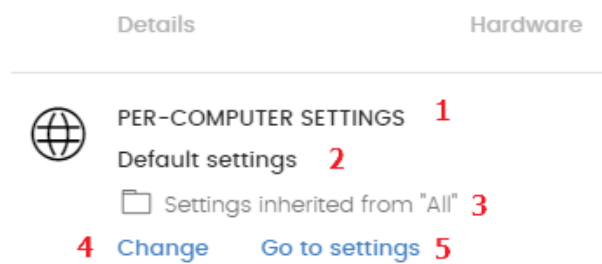 Details Hardware
PER-COMPUTER SETTINGS 1
Default settings 2
Settings inherited from "All" 3
4 Change Go to settings 5